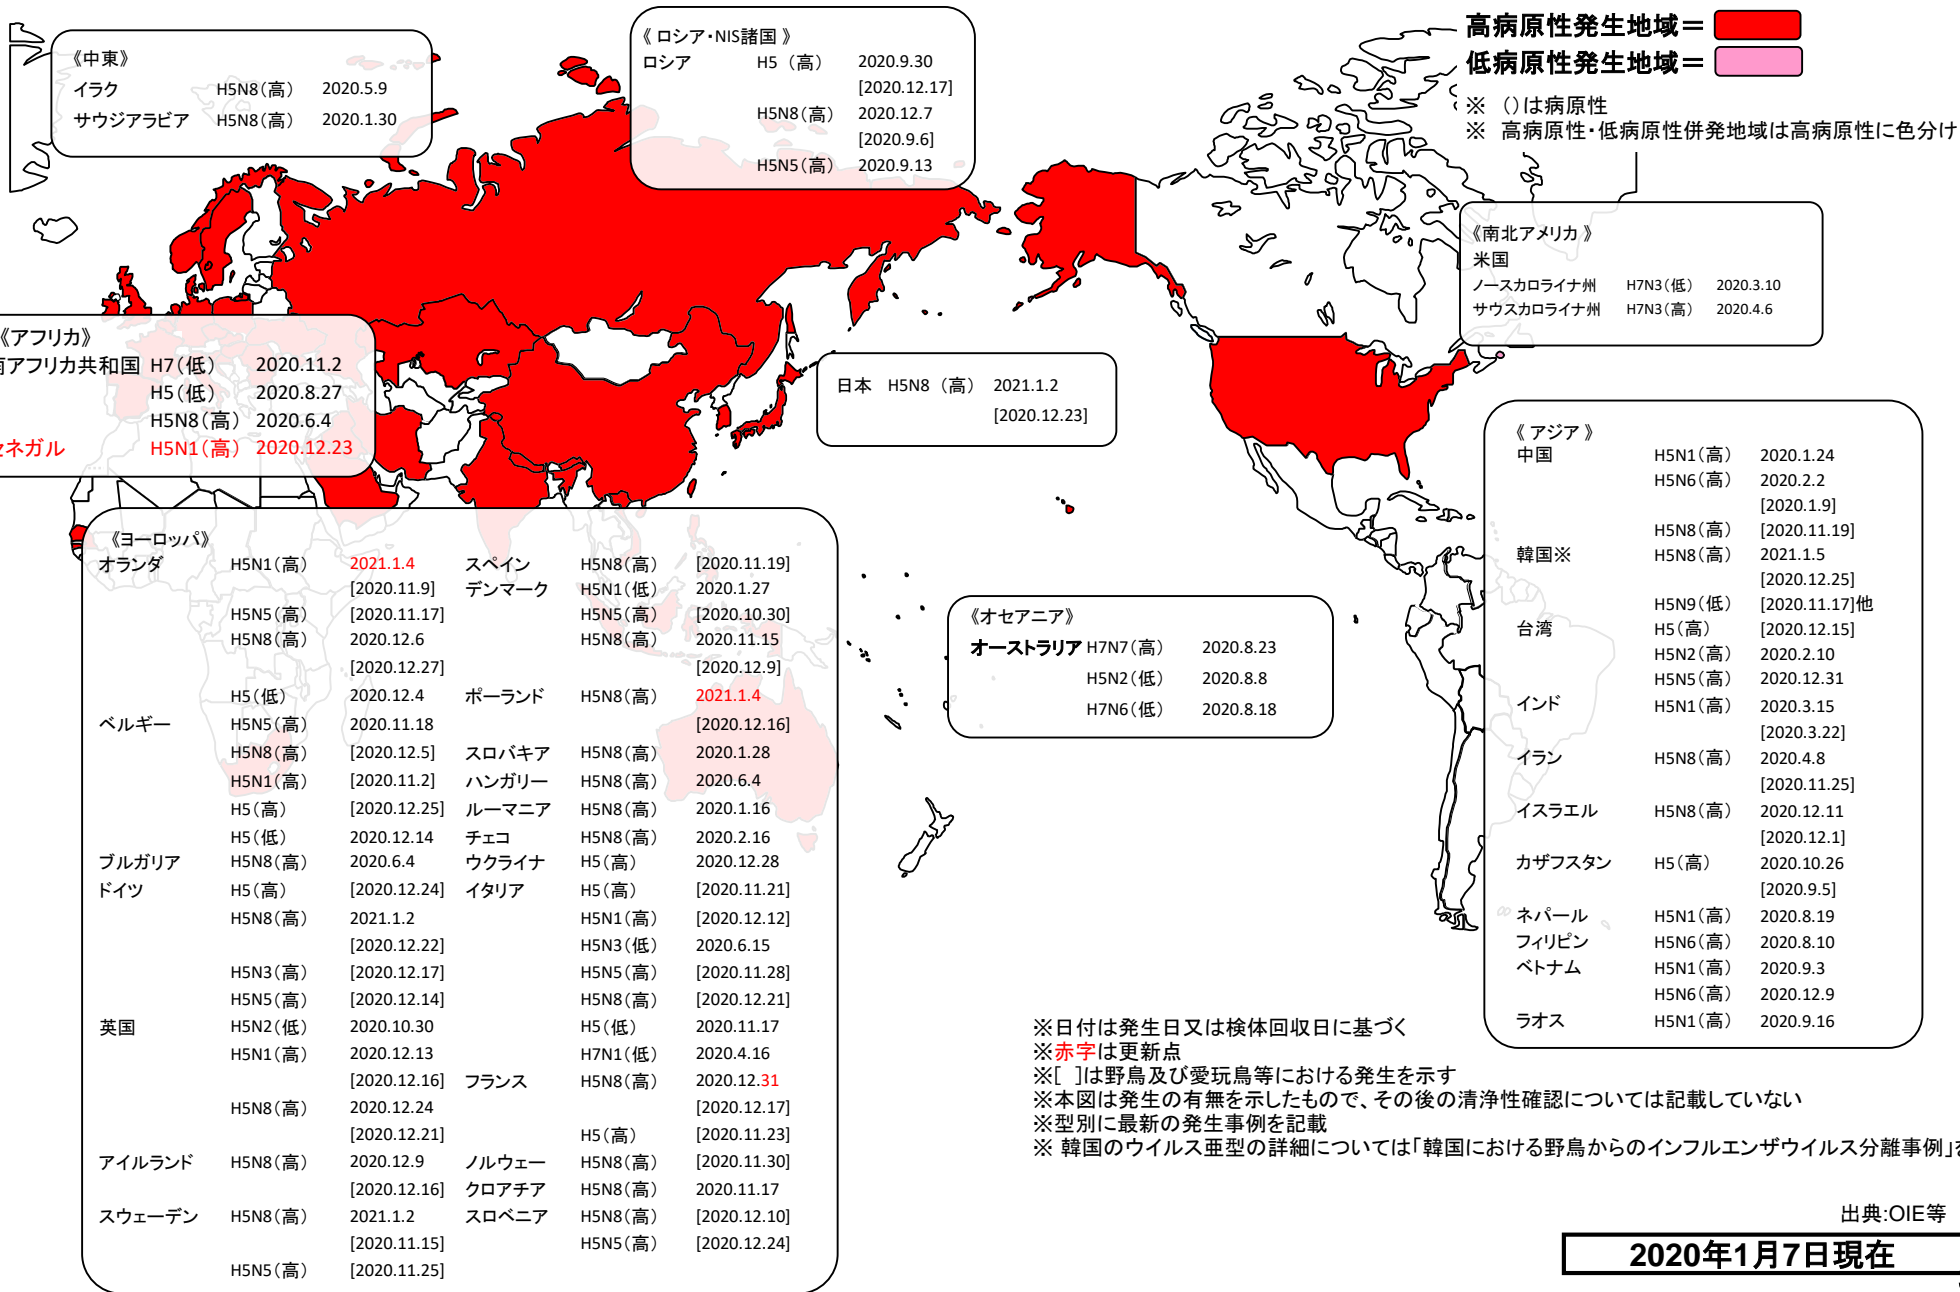 《中東》
イラク H5N8(高) 2020.5.9
サウジアラビア H5N8(高) 2020.1.30
《 ロシア・NIS諸国 》
ロシア H5 (高) 2020.9.30
[2020.12.17]
H5N8(高) 2020.12.7
[2020.9.6]
H5N5(高) 2020.9.13
高病原性発生地域＝
低病原性発生地域＝
※ ()は病原性
※ 高病原性・低病原性併発地域は高病原性に色分け
《南北アメリカ 》
米国
ノースカロライナ州 H7N3(低) 2020.3.10
サウスカロライナ州 H7N3(高) 2020.4.6
《アフリカ》
南アフリカ共和国 H7(低) 2020.11.2
H5(低) 2020.8.27
H5N8(高) 2020.6.4
セネガル H5N1(高) 2020.12.23
日本 H5N8 (高) 2021.1.2
[2020.12.23]
《ヨーロッパ》
オランダ H5N1(高) 2021.1.4 スペイン H5N8(高) [2020.11.19]
[2020.11.9] デンマーク H5N1(低) 2020.1.27
H5N5(高) [2020.11.17] H5N5(高) [2020.10.30]
H5N8(高) 2020.12.6 H5N8(高) 2020.11.15
[2020.12.27] [2020.12.9]
H5(低) 2020.12.4 ポーランド H5N8(高) 2021.1.4
ベルギー H5N5(高) 2020.11.18 [2020.12.16]
H5N8(高) [2020.12.5] スロバキア H5N8(高) 2020.1.28
H5N1(高) [2020.11.2] ハンガリー H5N8(高) 2020.6.4
H5(高) [2020.12.25] ルーマニア H5N8(高) 2020.1.16
H5(低) 2020.12.14 チェコ H5N8(高) 2020.2.16
ブルガリア H5N8(高) 2020.6.4 ウクライナ H5(高) 2020.12.28
ドイツ H5(高) [2020.12.24] イタリア H5(高) [2020.11.21]
H5N8(高) 2021.1.2 H5N1(高) [2020.12.12]
[2020.12.22] H5N3(低) 2020.6.15
H5N3(高) [2020.12.17] H5N5(高) [2020.11.28]
H5N5(高) [2020.12.14] H5N8(高) [2020.12.21]
英国 H5N2(低) 2020.10.30 H5(低) 2020.11.17
H5N1(高) 2020.12.13 H7N1(低) 2020.4.16
[2020.12.16] フランス H5N8(高) 2020.12.31
H5N8(高) 2020.12.24 [2020.12.17]
[2020.12.21] H5(高) [2020.11.23]
アイルランド H5N8(高) 2020.12.9 ノルウェー H5N8(高) [2020.11.30]
[2020.12.16] クロアチア H5N8(高) 2020.11.17
スウェーデン H5N8(高) 2021.1.2 スロベニア H5N8(高) [2020.12.10]
[2020.11.15] H5N5(高) [2020.12.24]
H5N5(高) [2020.11.25]
《オセアニア》
オーストラリア H7N7(高) 2020.8.23
H5N2(低) 2020.8.8
H7N6(低) 2020.8.18
《 アジア 》
中国 H5N1(高) 2020.1.24
H5N6(高) 2020.2.2
[2020.1.9]
H5N8(高) [2020.11.19]
韓国※ H5N8(高) 2021.1.5
[2020.12.25]
H5N9(低) [2020.11.17]他
台湾 H5(高) [2020.12.15]
H5N2(高) 2020.2.10
H5N5(高) 2020.12.31
インド H5N1(高) 2020.3.15
[2020.3.22]
イラン H5N8(高) 2020.4.8
[2020.11.25]
イスラエル H5N8(高) 2020.12.11
[2020.12.1]
カザフスタン H5(高) 2020.10.26
[2020.9.5]
ネパール H5N1(高) 2020.8.19
フィリピン H5N6(高) 2020.8.10
ベトナム H5N1(高) 2020.9.3
H5N6(高) 2020.12.9
ラオス H5N1(高) 2020.9.16
※日付は発生日又は検体回収日に基づく
※赤字は更新点
※[ ]は野鳥及び愛玩鳥等における発生を示す
※本図は発生の有無を示したもので、その後の清浄性確認については記載していない
※型別に最新の発生事例を記載
※ 韓国のウイルス亜型の詳細については「韓国における野鳥からのインフルエンザウイルス分離事例」を
出典:OIE等
2020年1月7日現在